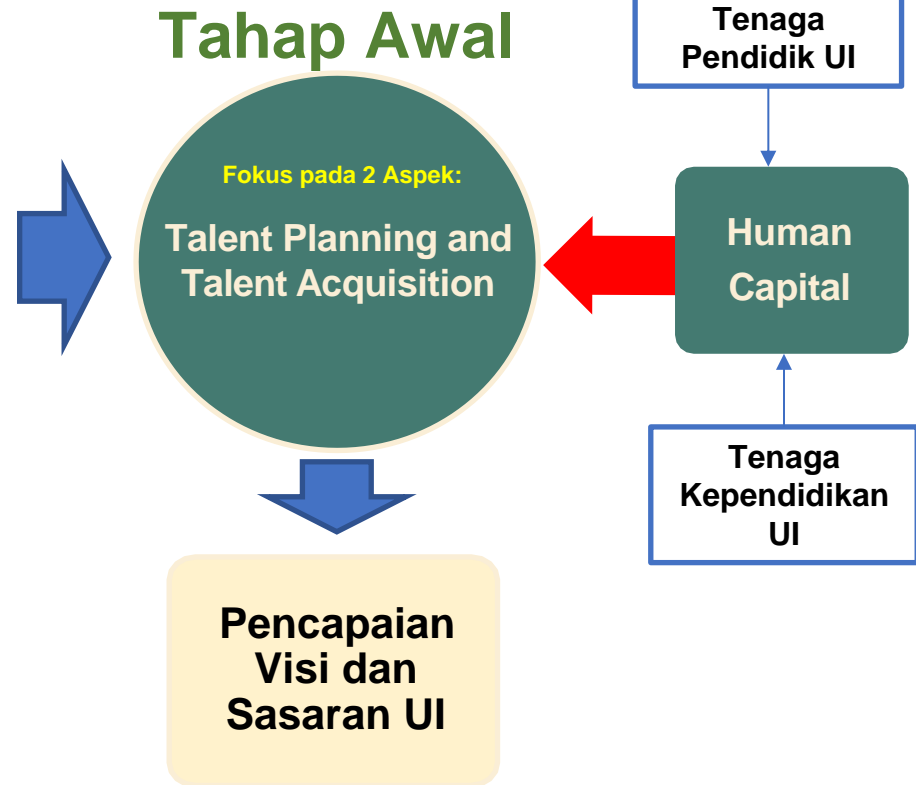 Tahap Awal
Tenaga
Pendidik UI
Fokus pada 2 Aspek:
Talent Planning and
Talent Acquisition
Human
Capital
Tenaga
Kependidikan
UI
Pencapaian
Visi dan
Sasaran UI